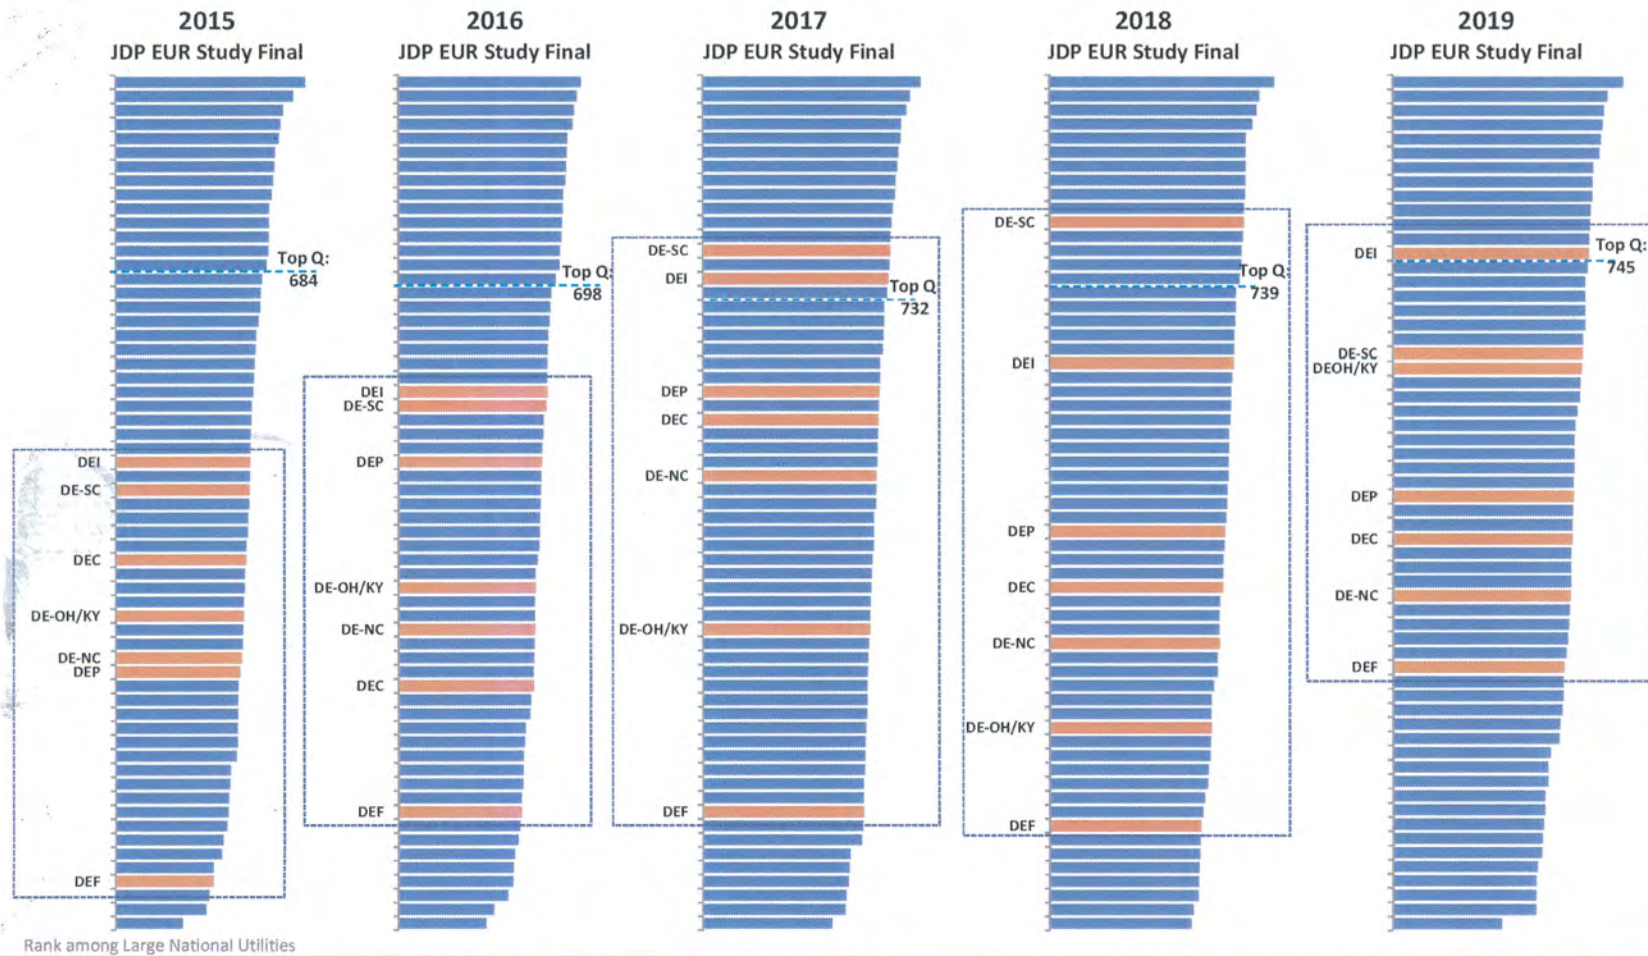 2015
JDP EUR Study Final
Top Q:
684
DEI
DE-SC
DEC
DE-OH/KY
DE-NC
DEP
DEF
2016
JDP EUR Study Final
Top Q:
698
DEI
DE-SC
DEP
DE-OH/KY
DE-NC
DEC
DEF
2017
JDP EUR Study Final
DE-SC
DEI
Top Q
732
DEP
DEC
DE-NC
DE-OH/KY
DEF
2018
JDP EUR Study Final
DE-SC
Top Q:
739
DEI
DEP
DEC
DE-NC
DE-OH/KY
DEF
2019
JDP EUR Study Final
DEI
Top Q:
745
DE-SC
DEOH/KY
DEP
DEC
DE-NC
DEF
Rank among Large National Utilities